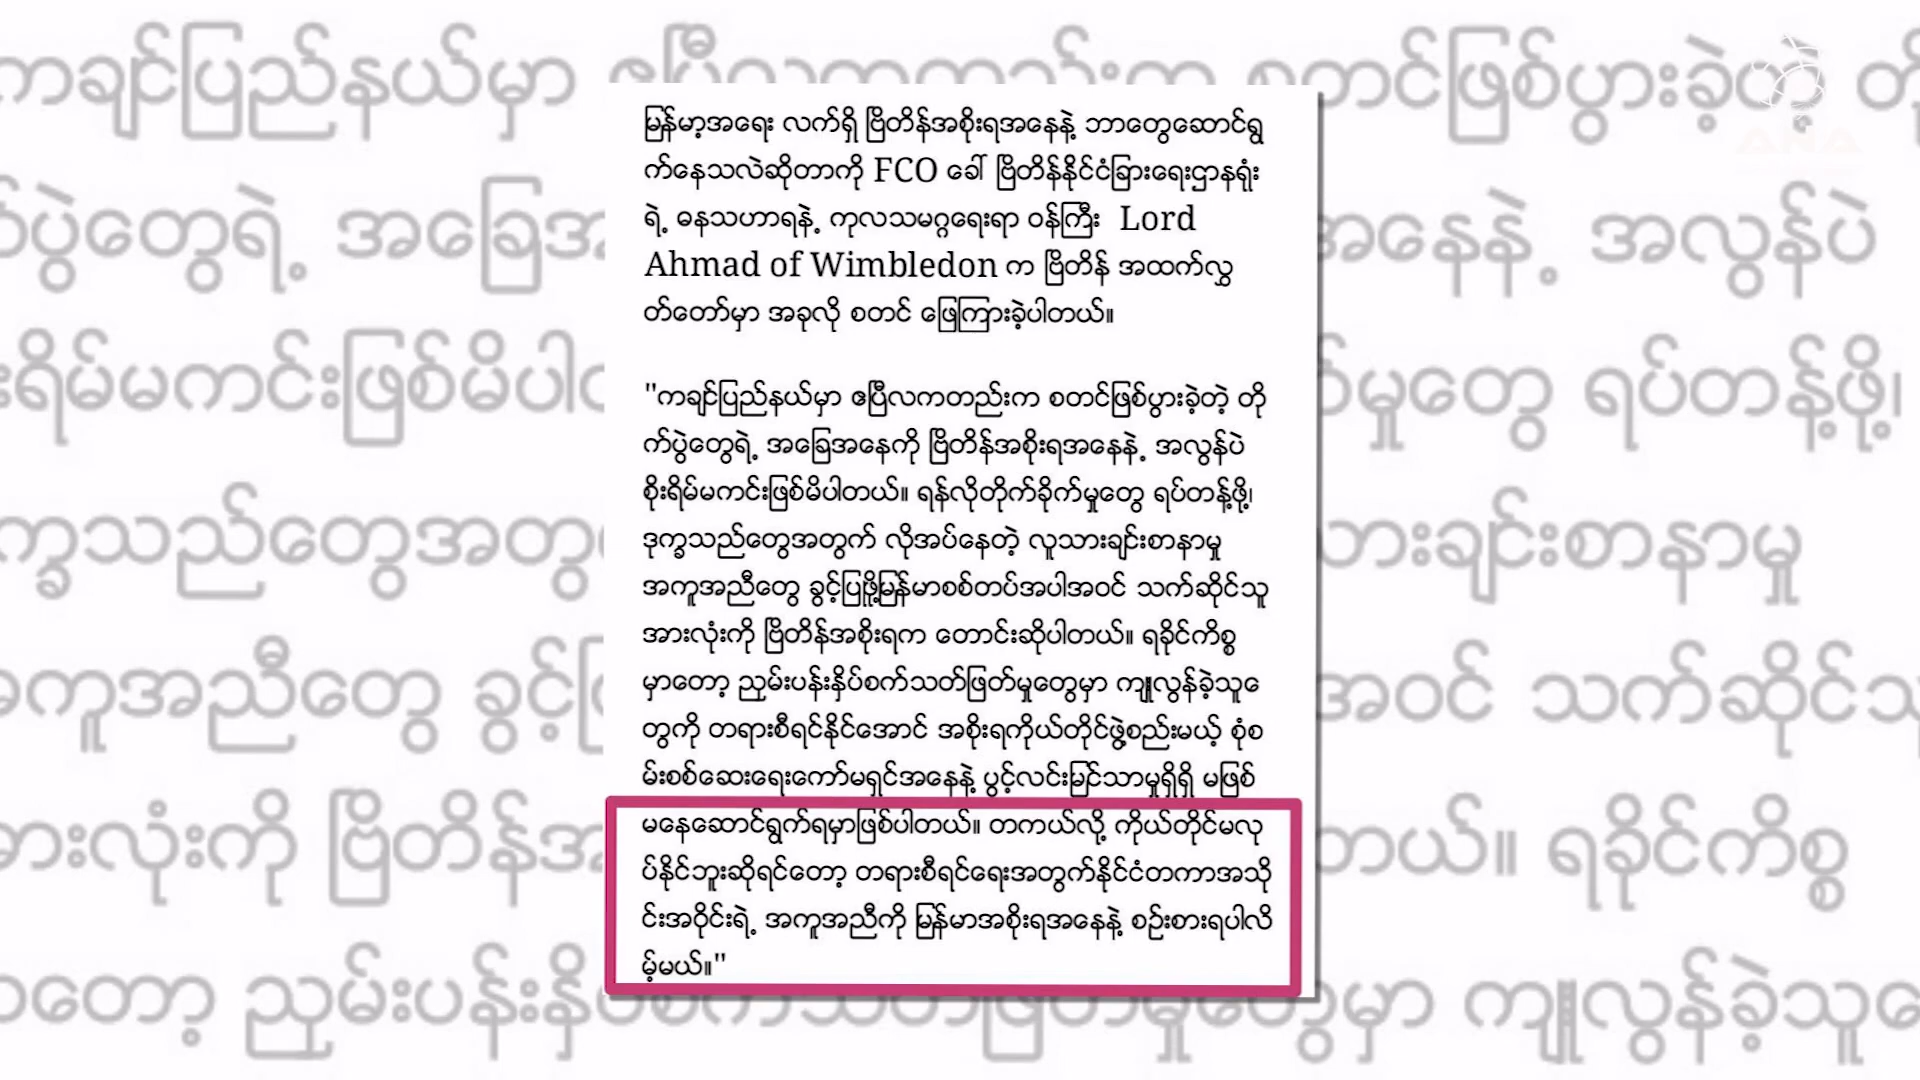 မြန်မာ့အရေး လက်ရှိ ဗြိတိန်အစိုးရအနေနဲ့ ဘာတွေဆောင်ရွ
က်နေသလဲဆိုတာကို FCO ခေါ် ဗြိတိန်နိုင်ငံခြားရေးဌာနရုံး
ရဲ့ ဓနသဟာရနဲ့ ကုလသမဂ္ဂရေးရာ ဝန်ကြီး Lord
Ahmad of Wimbledon က ဗြိတိန် အထက်လွှ
တ်တော်မှာ အခုလို စတင် ဖြေကြားခဲ့ပါတယ်။
"ကချင်ပြည်နယ်မှာ ဧပြီလကတည်းက စတင်ဖြစ်ပွားခဲ့တဲ့ တို
က်ပွဲတွေရဲ့ အခြေအနေကို ဗြိတိန်အစိုးရအနေနဲ့ အလွန်ပဲ
စိုးရိမ်မကင်းဖြစ်မိပါတယ်။ ရန်လိုတိုက်ခိုက်မှုတွေ ရပ်တန့်ဖို့၊
ဒုက္ခသည်တွေအတွက် လိုအပ်နေတဲ့ လူသားချင်းစာနာမှု
အကူအညီတွေ ခွင့်ပြုဖို့မြန်မာစစ်တပ်အပါအဝင် သက်ဆိုင်သူ
အားလုံးကို ဗြိတိန်အစိုးရက တောင်းဆိုပါတယ်။ ရခိုင်ကိစ္စ
မှာတော့ ညှမ်းပန်းနှိပ်စက်သတ်ဖြတ်မှုတွေမှာ ကျူးလွန်ခဲ့သူေ
တွကို တရားစီရင်နိုင်အောင် အစိုးရကိုယ်တိုင်ဖွဲ့စည်းမယ့် စုံစ
မ်းစစ်ဆေးရေးကော်မရှင်အနေနဲ့ ပွင့်လင်းမြင်သာမှုရှိရှိ မဖြစ်
မနေဆောင်ရွက်ရမှာဖြစ်ပါတယ်။ တကယ်လို့ ကိုယ်တိုင်မလု
ပ်နိုင်ဘူးဆိုရင်တော့ တရားစီရင်ရေးအတွက်နိုင်ငံတကာအသို
င်းအဝိုင်းရဲ့ အကူအညီကို မြန်မာအစိုးရအနေနဲ့ စဉ်းစားရပါလိ
မ့်မယ်။"